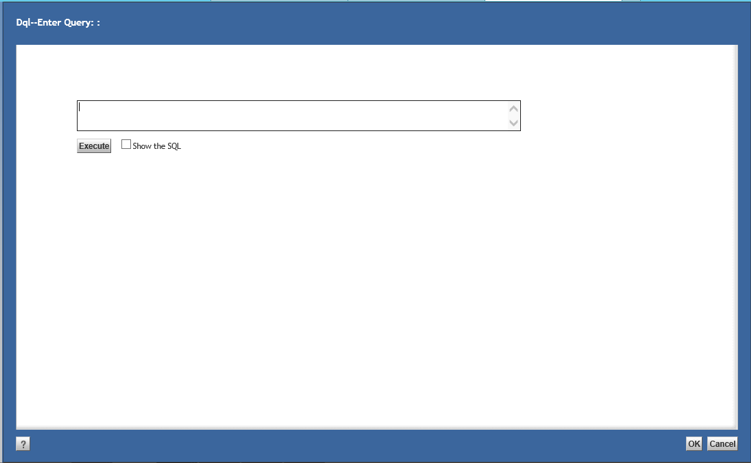 Dql--Enter Query: :
Execute Show the SQL
? OK Cancel